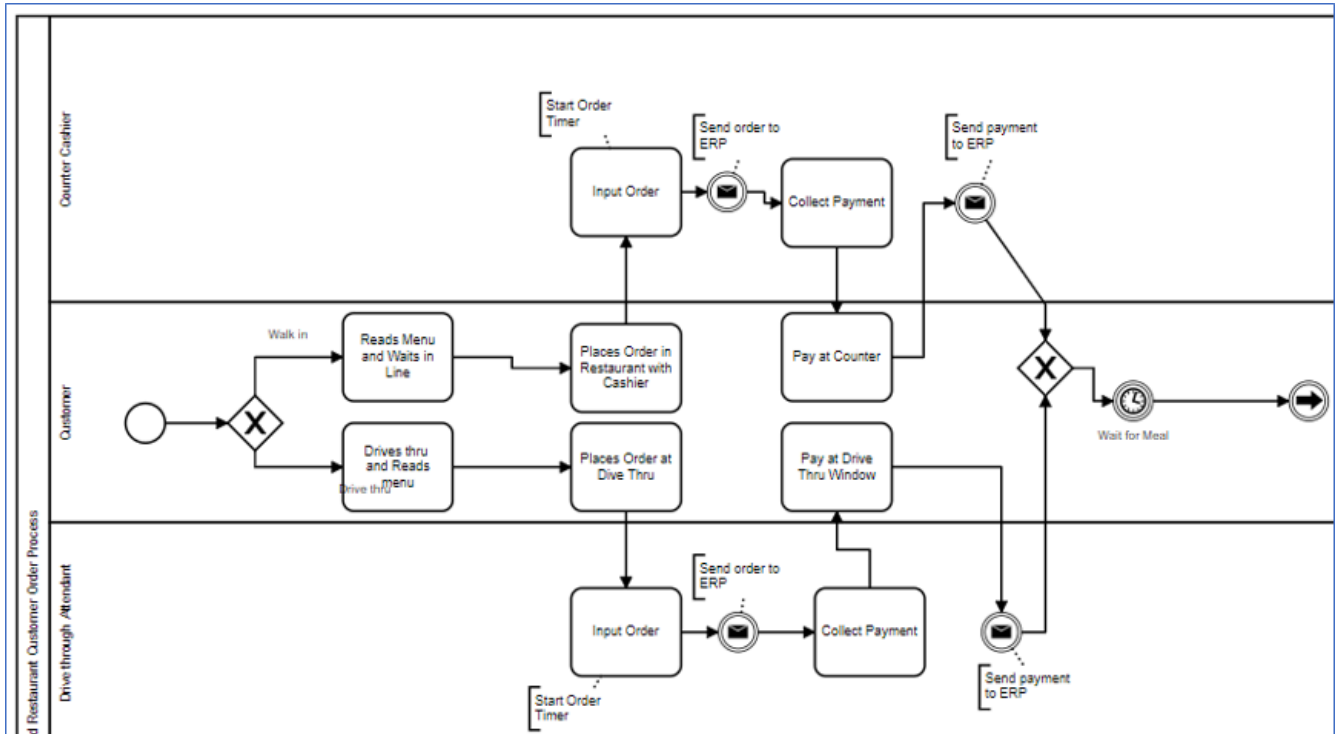 d Restaurant Customer Order Process
Counter Cashier
Start Order
Timer
Input Order
Send order to
ERP
Collect Payment
Send payment
to ERP
Customer
Walk in
Reads Menu
and Waits in
Line
Places Order in
Restaurant with
Cashier
Pay at Counter
X
X
Wait for Meal
Drives thru
and Reads
menu
Drive thru
Places Order at
Dive Thru
Pay at Drive
Thru Window
Drive through Attendant
Input Order
Send order to
ERP
Collect Payment
Start Order
Timer
Send payment
to ERP